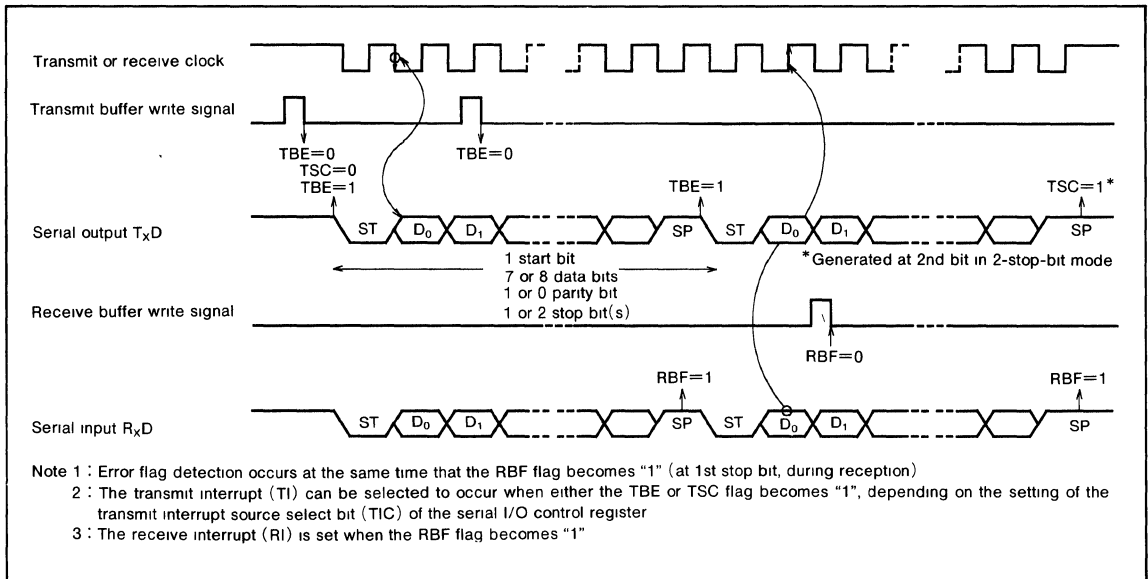 Transmit or receive clock
Transmit buffer write signal
TBE=0
TSC=0
TBE=1
TBE=0
TBE=1
TSC=1*
Serial output TxD
ST D0 D1 SP ST D0 D1 SP
1 start bit
7 or 8 data bits
1 or 0 parity bit
1 or 2 stop bit(s)
*Generated at 2nd bit in 2-stop-bit mode
Receive buffer write signal
RBF=0
RBF=1
RBF=1
Serial input RxD
ST D0 D1 SP ST D0 D1 SP
Note 1 : Error flag detection occurs at the same time that the RBF flag becomes “1” (at 1st stop bit, during reception)
2 : The transmit interrupt (TI) can be selected to occur when either the TBE or TSC flag becomes “1”, depending on the setting of the
transmit interrupt source select bit (TIC) of the serial I/O control register
3 : The receive interrupt (RI) is set when the RBF flag becomes “1”